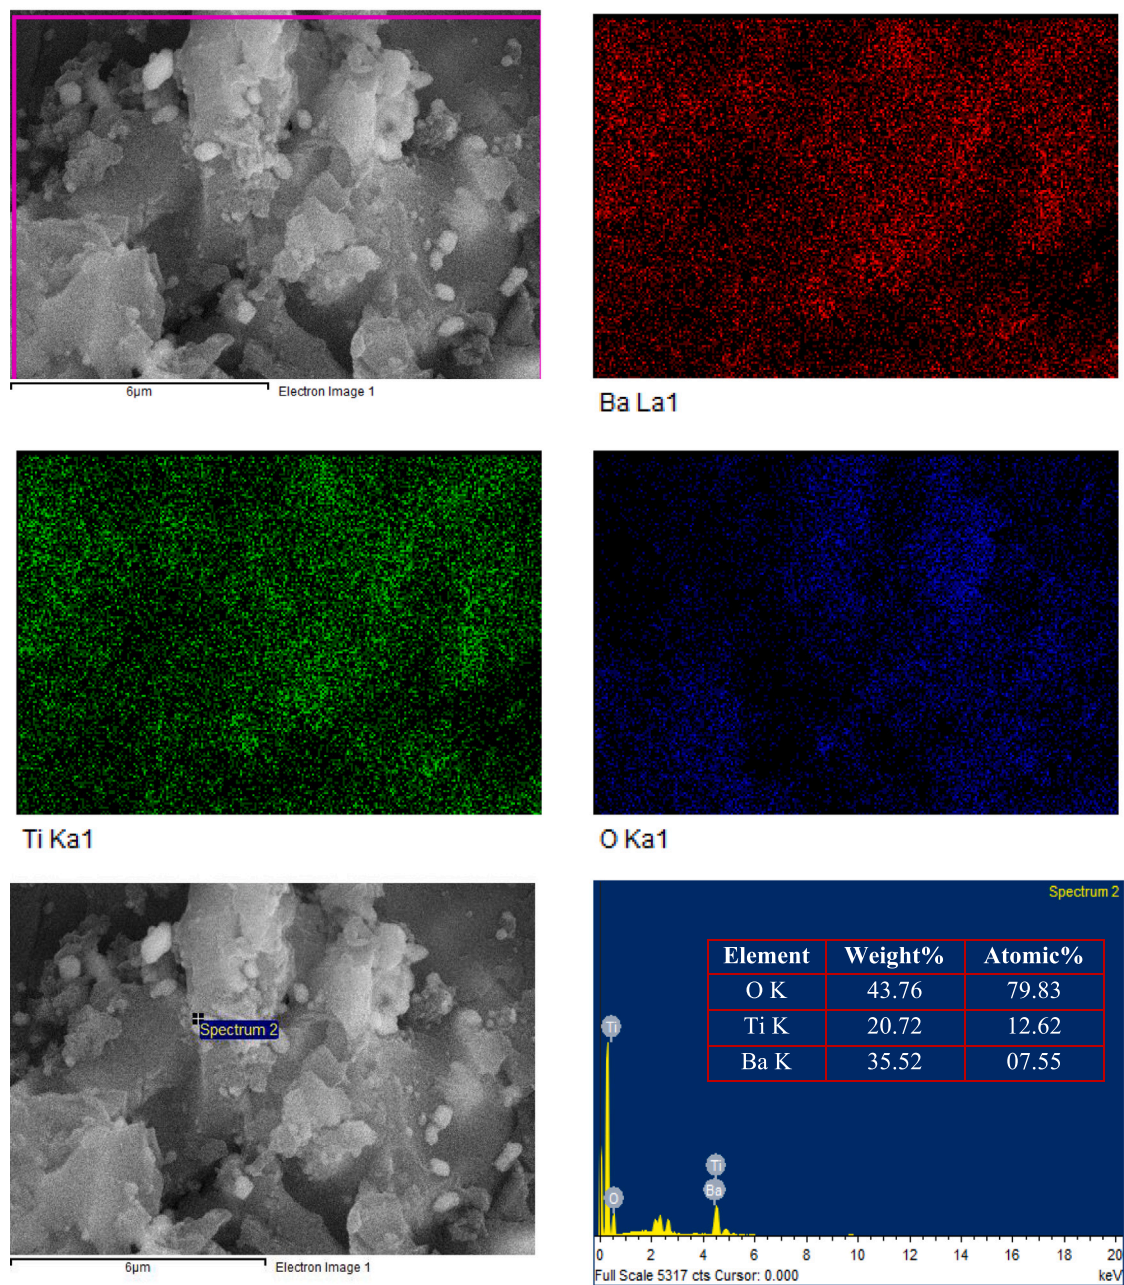 6µm Electron Image 1
Ba La1
Ti Ka1
O Ka1
Spectrum 2
6µm Electron Image 1
Spectrum 2
Element Weight% Atomic%
O K 43.76 79.83
Ti K 20.72 12.62
Ba K 35.52 07.55
Ti
Ti
Ba
O
0 2 4 6 8 10 12 14 16 18 20
Full Scale 5317 cts Cursor: 0.000 keV